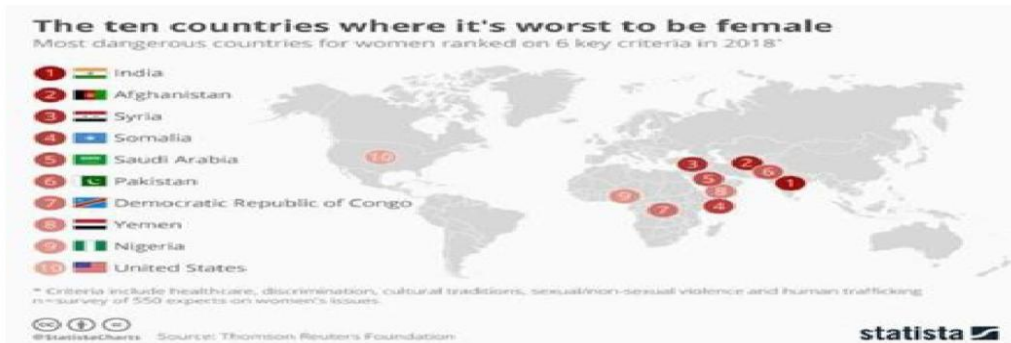 The ten countries where it's worst to be female
Most dangerous countries for women ranked on 6 key criteria in 2018*
1 India
2 Afghanistan
3 Syria
4 Somalia
5 Saudi Arabia
6 Pakistan
7 Democratic Republic of Congo
8 Yemen
9 Nigeria
10 United States
10
3
2
5
6
1
8
9
7
4
* Criteria include healthcare, discrimination, cultural traditions, sexual/non-sexual violence and human trafficking
n=survey of 550 experts on women's issues.
@StatistaCharts Source: Thomson Reuters Foundation
statista